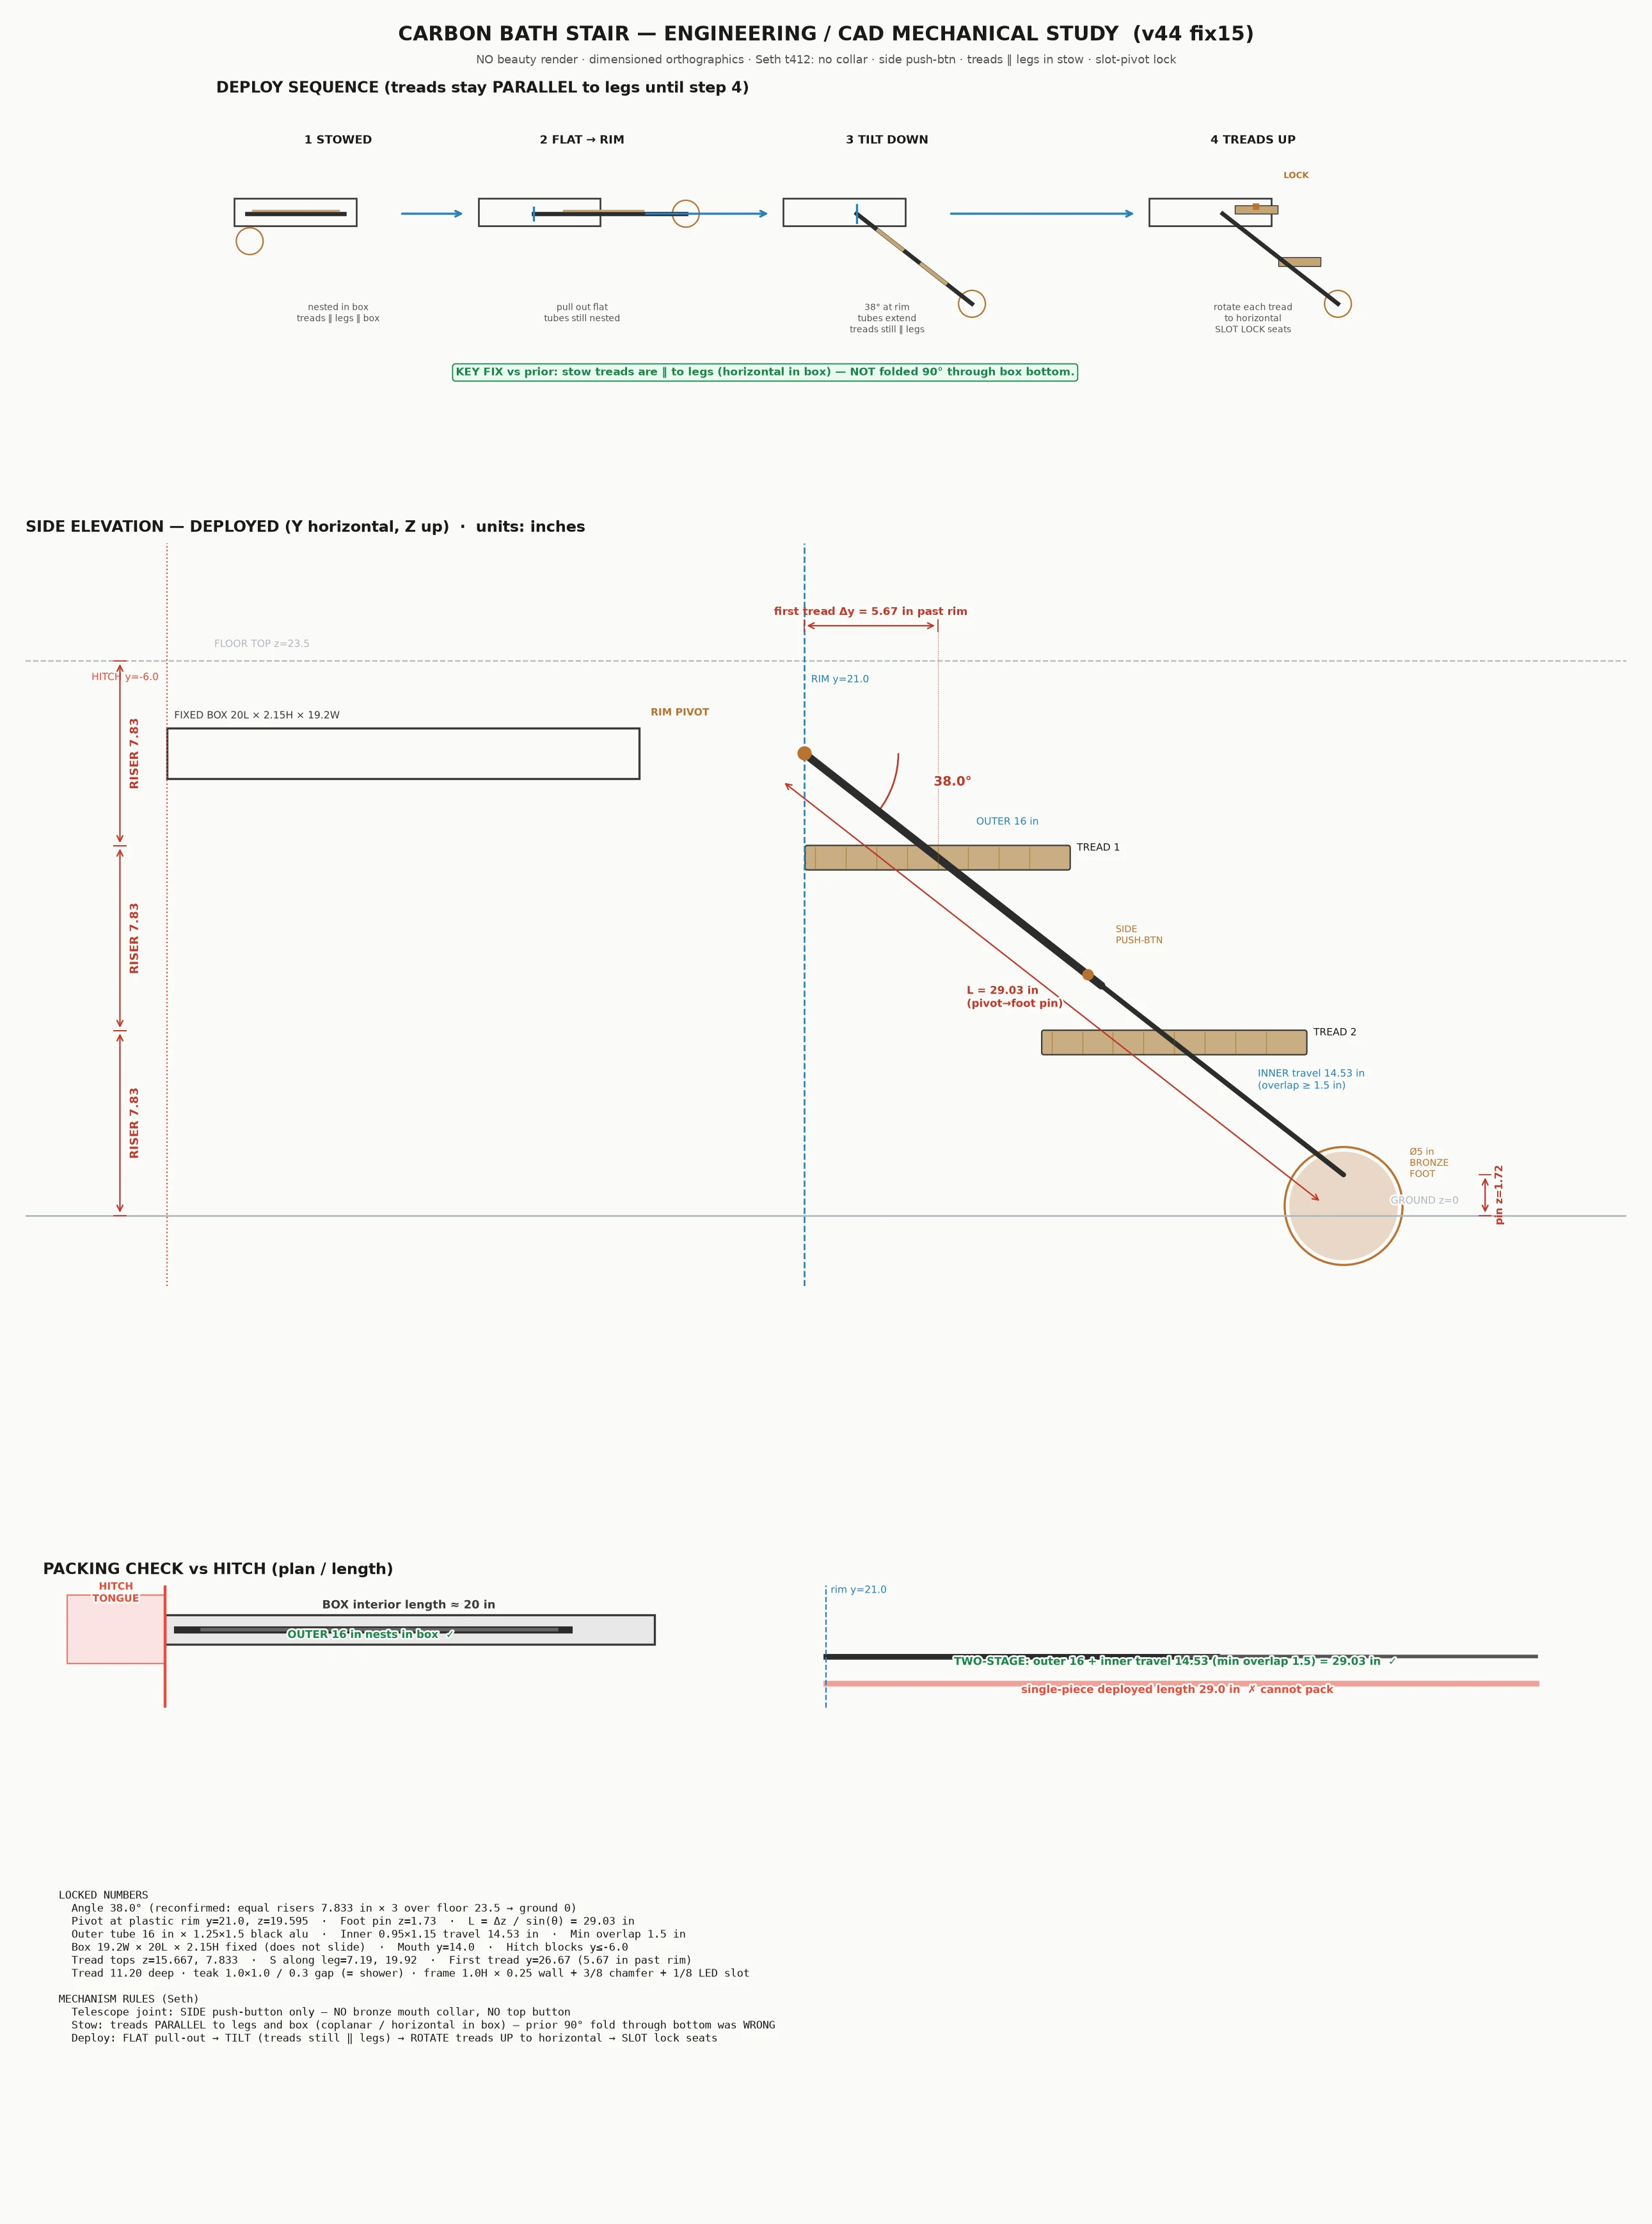 CARBON BATH STAIR — ENGINEERING / CAD MECHANICAL STUDY (v44 fix15)
NO beauty render · dimensioned orthographics · Seth t412: no collar · side push-btn · treads ∥ legs in stow · slot-pivot lock
DEPLOY SEQUENCE (treads stay PARALLEL to legs until step 4)
1 STOWED
2 FLAT → RIM
3 TILT DOWN
4 TREADS UP
LOCK
nested in box
treads ∥ legs ∥ box
pull out flat
tubes still nested
38° at rim
tubes extend
treads still ∥ legs
rotate each tread
to horizontal
SLOT LOCK seats
KEY FIX vs prior: stow treads are ∥ to legs (horizontal in box) — NOT folded 90° through box bottom.
SIDE ELEVATION — DEPLOYED (Y horizontal, Z up) · units: inches
first tread Δy = 5.67 in past rim
FLOOR TOP z=23.5
HITCH y=-6.0
RIM y=21.0
FIXED BOX 20L × 2.15H × 19.2W
RIM PIVOT
RISER 7.83
38.0°
OUTER 16 in
TREAD 1
RISER 7.83
SIDE
PUSH-BTN
L = 29.03 in
(pivot→foot pin)
TREAD 2
INNER travel 14.53 in
(overlap ≥ 1.5 in)
RISER 7.83
Ø5 in
BRONZE
FOOT
GROUND z=0
pin z=1.72
PACKING CHECK vs HITCH (plan / length)
HITCH
TONGUE
BOX interior length ≈ 20 in
OUTER 16 in nests in box ✓
rim y=21.0
TWO-STAGE: outer 16 + inner travel 14.53 (min overlap 1.5) = 29.03 in ✓
single-piece deployed length 29.0 in ✗ cannot pack
LOCKED NUMBERS
Angle 38.0° (reconfirmed: equal risers 7.833 in × 3 over floor 23.5 → ground 0)
Pivot at plastic rim y=21.0, z=19.595 · Foot pin z=1.73 · L = Δz / sin(θ) = 29.03 in
Outer tube 16 in × 1.25×1.5 black alu · Inner 0.95×1.15 travel 14.53 in · Min overlap 1.5 in
Box 19.2W × 20L × 2.15H fixed (does not slide) · Mouth y=14.0 · Hitch blocks y≤-6.0
Tread tops z=15.667, 7.833 · S along leg=7.19, 19.92 · First tread y=26.67 (5.67 in past rim)
Tread 11.20 deep · teak 1.0×1.0 / 0.3 gap (= shower) · frame 1.0H × 0.25 wall + 3/8 chamfer + 1/8 LED slot
MECHANISM RULES (Seth)
Telescope joint: SIDE push-button only — NO bronze mouth collar, NO top button
Stow: treads PARALLEL to legs and box (coplanar / horizontal in box) — prior 90° fold through bottom was WRONG
Deploy: FLAT pull-out → TILT (treads still ∥ legs) → ROTATE treads UP to horizontal → SLOT lock seats